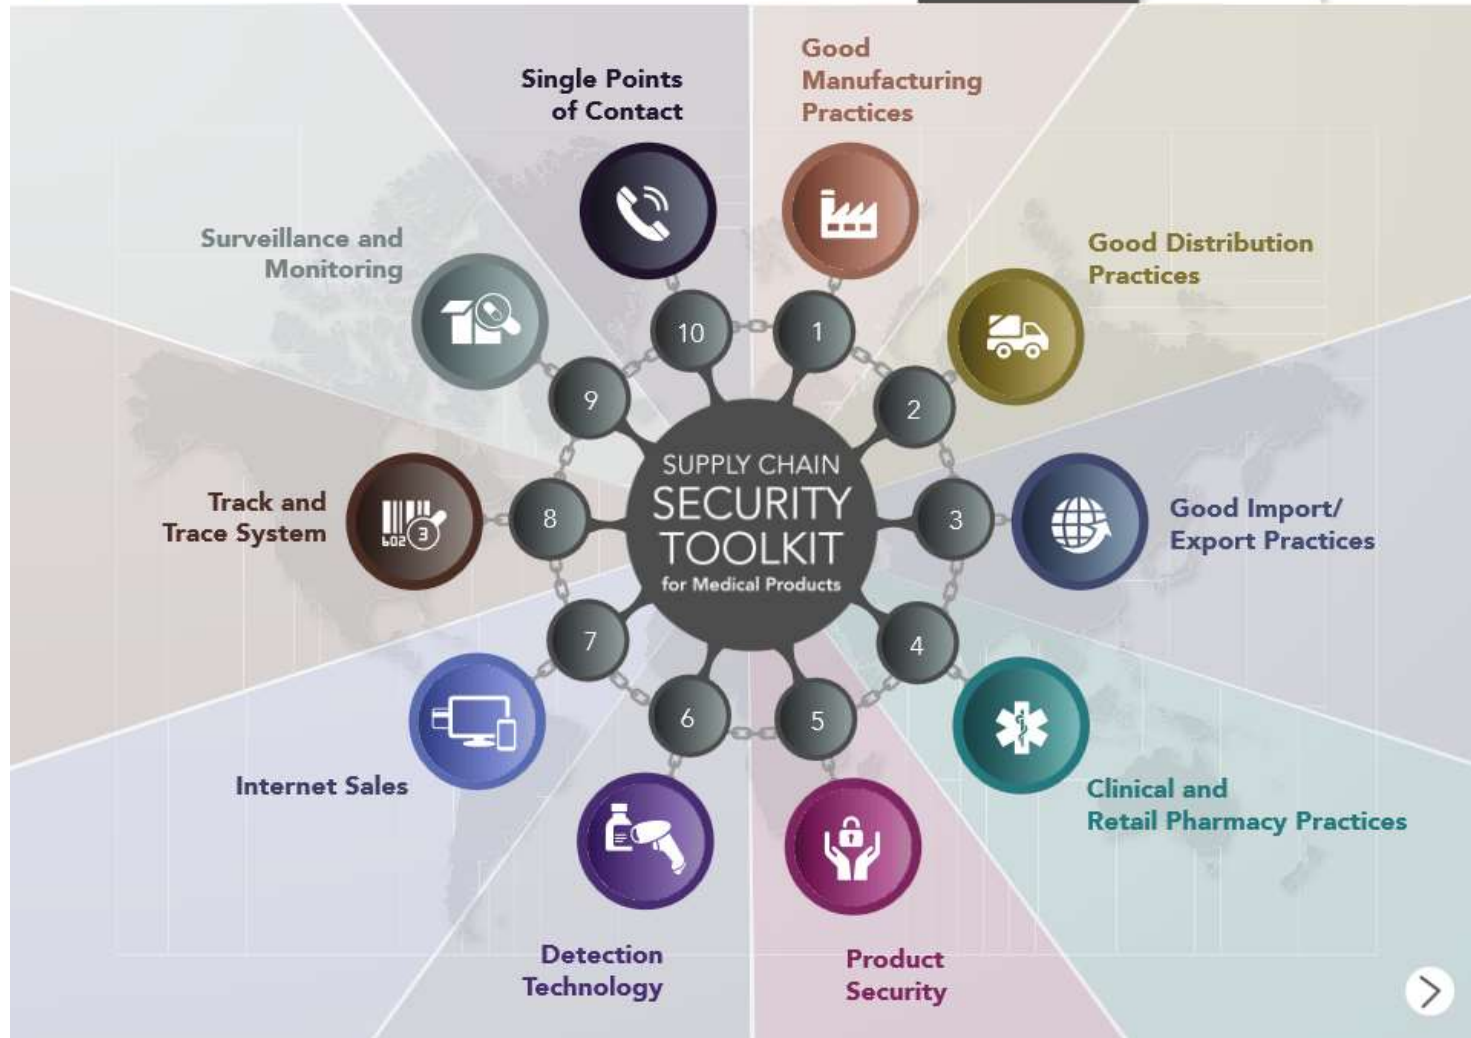 Single Points
of Contact
Good
Manufacturing
Practices
Surveillance and
Monitoring
Good Distribution
Practices
10
1
9
2
SUPPLY CHAIN
SECURITY
TOOLKIT
for Medical Products
Track and
Trace System
602
3
8
3
Good Import/
Export Practices
7
4
6
5
Internet Sales
Clinical and
Retail Pharmacy Practices
Detection
Technology
Product
Security